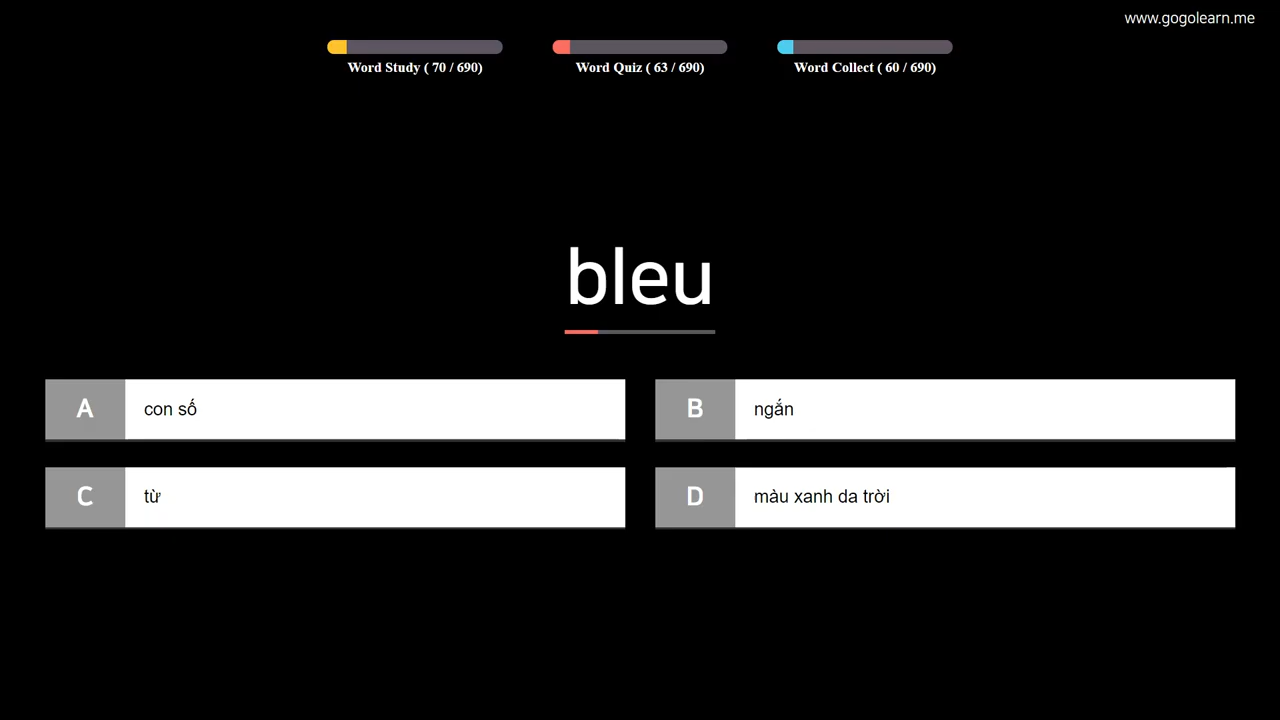 www.gogolearn.me
Word Study ( 70 / 690)
Word Quiz ( 63 / 690)
Word Collect ( 60 / 690)
bleu
A con số
B ngắn
C từ
D màu xanh da trời